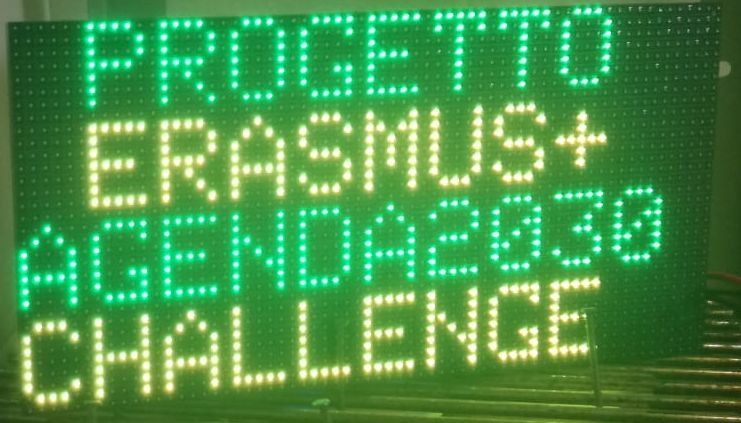 PROGETTO
ERASMUS+
AGENDA2030
CHALLENGE